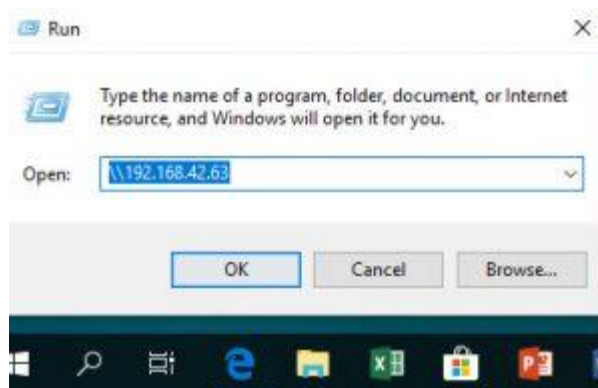 Run
Type the name of a program, folder, document, or Internet
resource, and Windows will open it for you.
Open:
\\192.168.42.63
OK
Cancel
Browse...